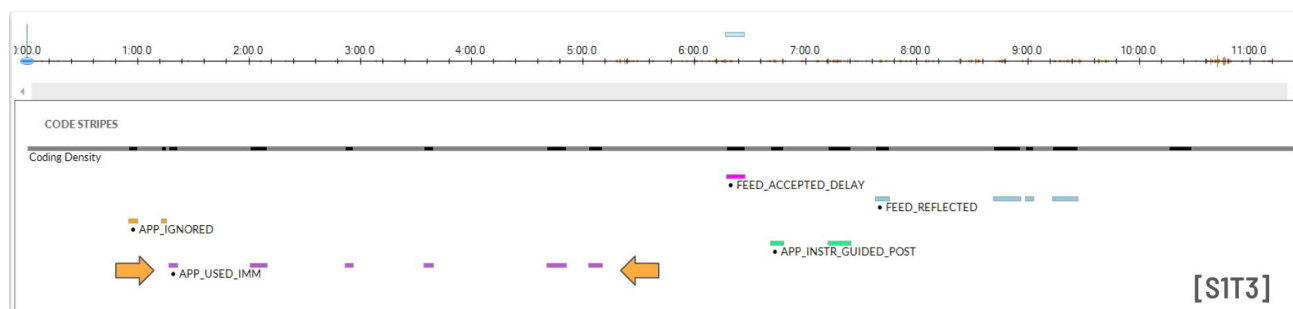 0:00.0 1:00.0 2:00.0 3:00.0 4:00.0 5:00.0 6:00.0 7:00.0 8:00.0 9:00.0 10:00.0 11:00.0
CODE STRIPES
Coding Density
• FEED_ACCEPTED_DELAY
• FEED_REFLECTED
• APP_IGNORED
• APP_INSTR_GUIDED_POST
• APP_USED_IMM
[S1T3]